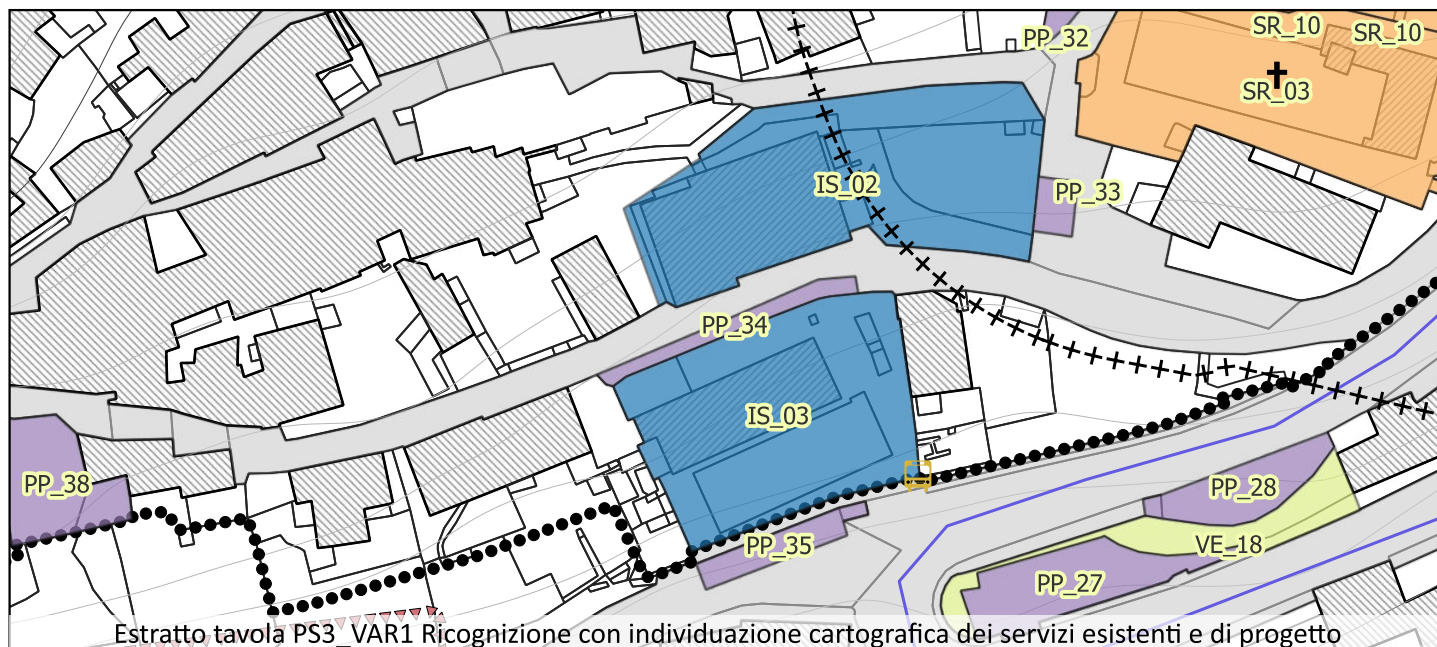 SR_10
SR_10
PP_32
SR_03
IS_02
PP_33
PP_34
IS_03
PP_38
PP_28
PP_35
VE_18
PP_27
Estratto tavola PS3_VAR1 Ricognizione con individuazione cartografica dei servizi esistenti e di progetto